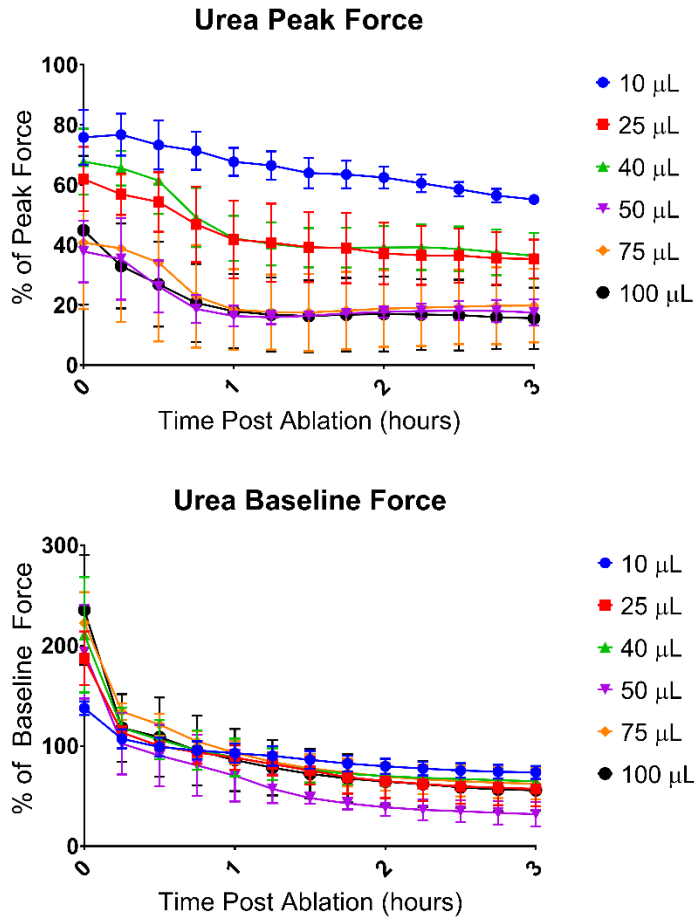 Urea Peak Force
% of Peak Force
100
80
60
40
20
0
0
1
2
3
Time Post Ablation (hours)
10 μL
25 μL
40 μL
50 μL
75 μL
100 μL
Urea Baseline Force
% of Baseline Force
300
200
100
0
0
1
2
3
Time Post Ablation (hours)
10 μL
25 μL
40 μL
50 μL
75 μL
100 μL